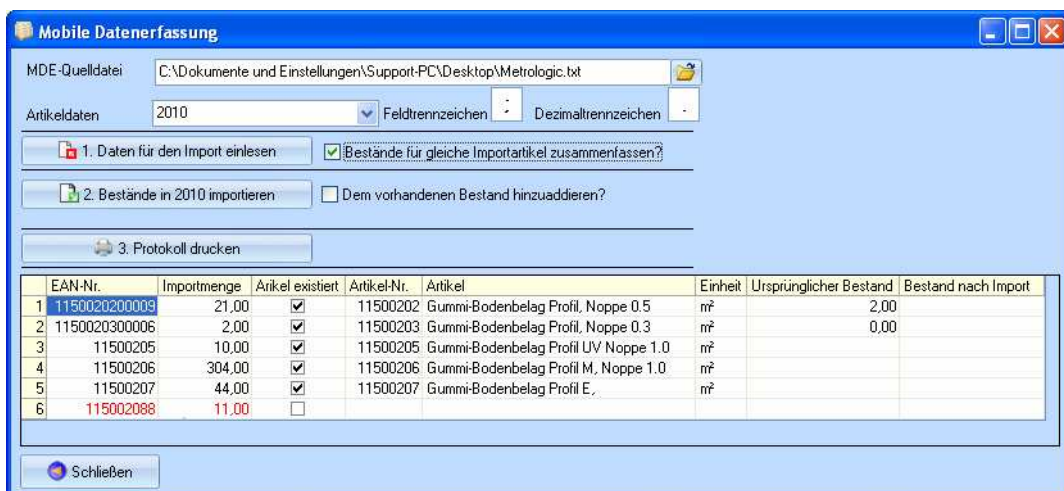 Mobile Datenerfassung
MDE-Quelldatei C:\Dokumente und Einstellungen\Support-PC\Desktop\Metrologic.txt
Artikeldaten 2010 Feldtrennzeichen ; Dezimaltrennzeichen .
1. Daten für den Import einlesen Bestände für gleiche Importartikel zusammenfassen?
2. Bestände in 2010 importieren Dem vorhandenen Bestand hinzuaddieren?
3. Protokoll drucken
EAN-Nr. Importmenge Arikel existiert Artikel-Nr. Artikel Einheit Ursprünglicher Bestand Bestand nach Import
1 1150020200009 21,00 11500202 Gummi-Bodenbelag Profil, Noppe 0.5 m² 2,00
2 1150020300006 2,00 11500203 Gummi-Bodenbelag Profil, Noppe 0.3 m² 0,00
3 11500205 10,00 11500205 Gummi-Bodenbelag Profil UV Noppe 1.0 m²
4 11500206 304,00 11500206 Gummi-Bodenbelag Profil M, Noppe 1.0 m²
5 11500207 44,00 11500207 Gummi-Bodenbelag Profil E, m²
6 115002088 11,00
Schließen